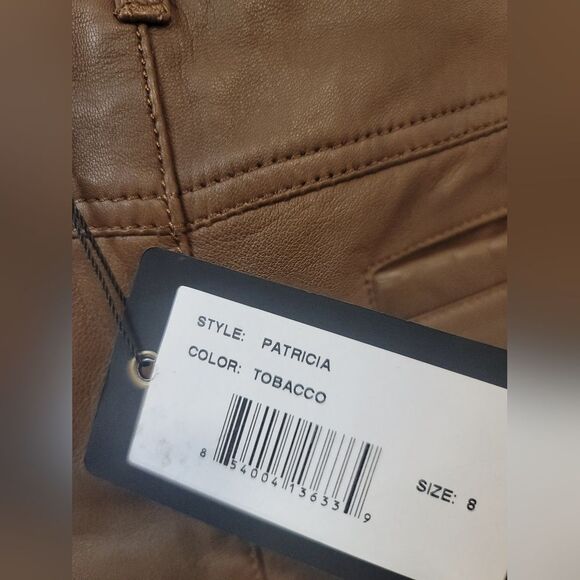 STYLE: PATRICIA
COLOR: TOBACCO
8 54004 13633 9
SIZE: 8